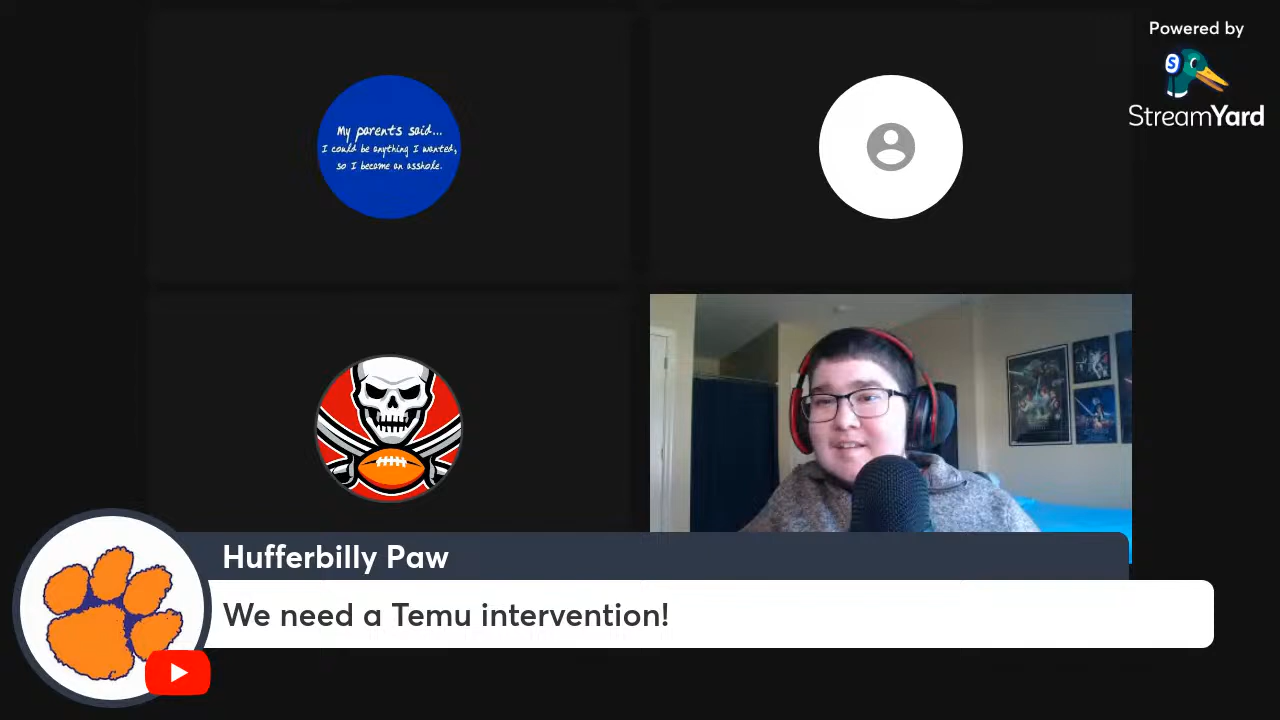 Powered by
S
StreamYard
My parents said...
I could be anything I wanted,
so I became an asshole.
Hufferbilly Paw
We need a Temu intervention!